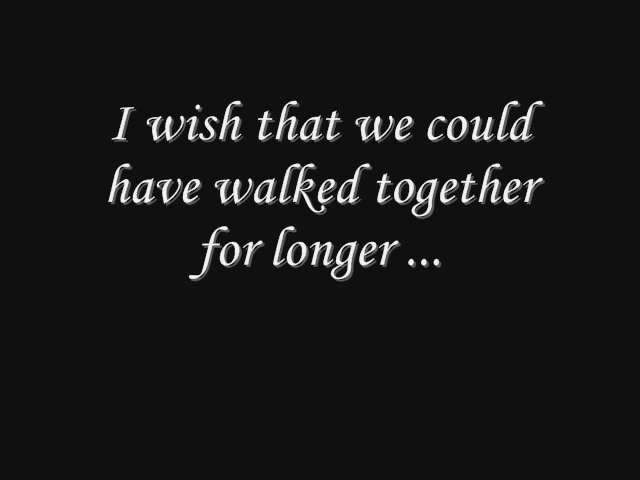 I wish that we could
have walked together
for longer ...